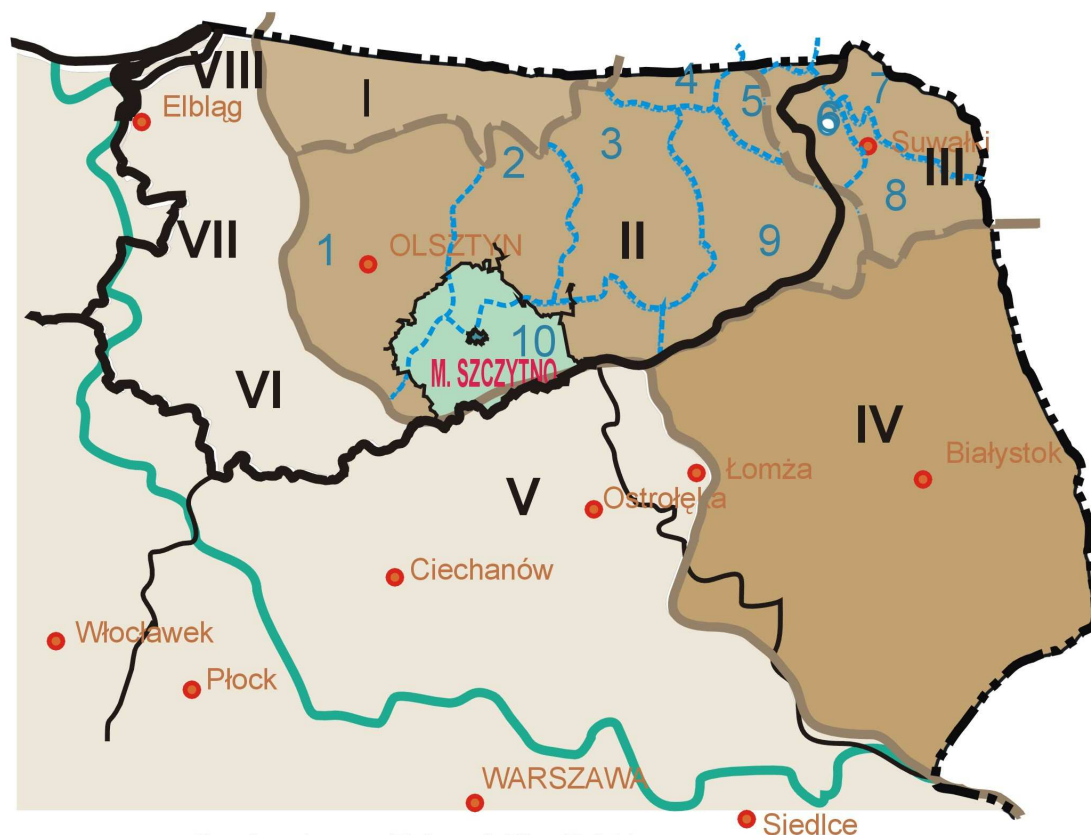 VIII
I
4
5
7
Elbląg
6
3
Suwałki
2
III
8
VII
1
OLSZTYN
II
9
10
M. SZCZYTNO
VI
IV
Białystok
Łomża
V
Ostrołęka
Ciechanów
Włocławek
Płock
WARSZAWA
Siedlce